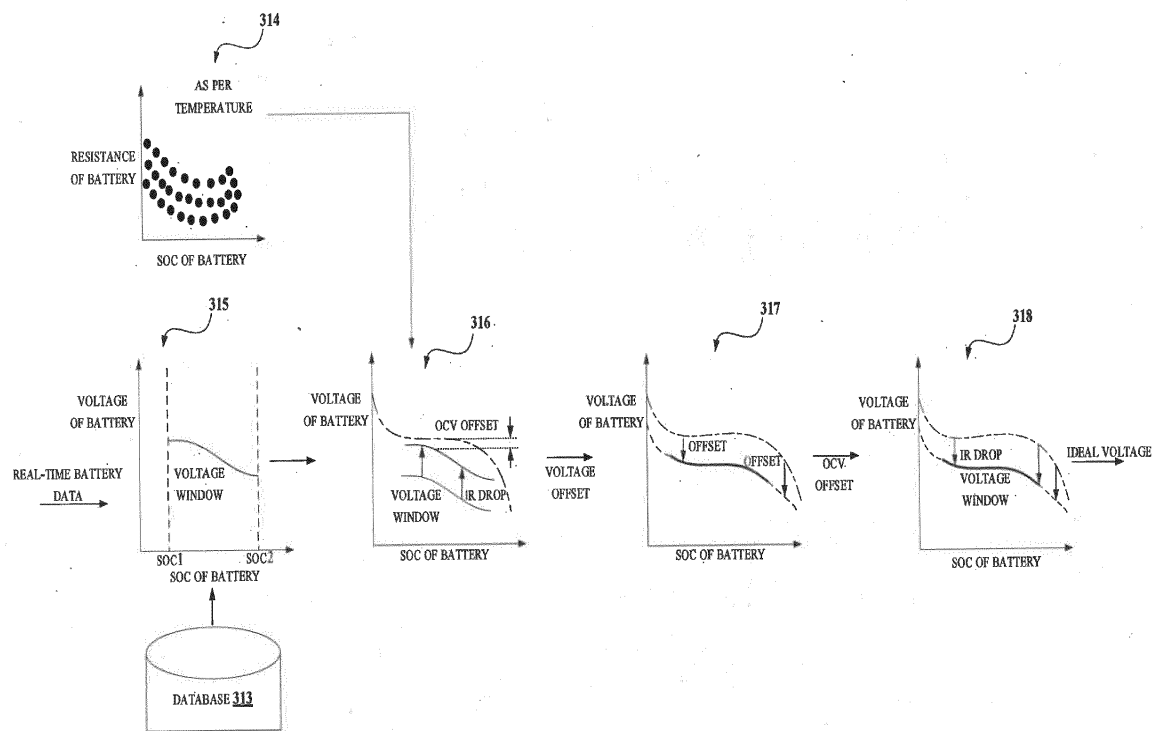 314
AS PER
TEMPERATURE
RESISTANCE
OF BATTERY
SOC OF BATTERY
315
VOLTAGE
OF BATTERY
REAL-TIME BATTERY
DATA
VOLTAGE
WINDOW
SOC1
SOC2
SOC OF BATTERY
DATABASE 313
316
VOLTAGE
OF BATTERY
OCV OFFSET
VOLTAGE
WINDOW
IR DROP
SOC OF BATTERY
VOLTAGE
OFFSET
317
VOLTAGE
OF BATTERY
OFFSET
OFFSET
SOC OF BATTERY
OCV
OFFSET
318
VOLTAGE
OF BATTERY
IR DROP
VOLTAGE
WINDOW
SOC OF BATTERY
IDEAL VOLTAGE